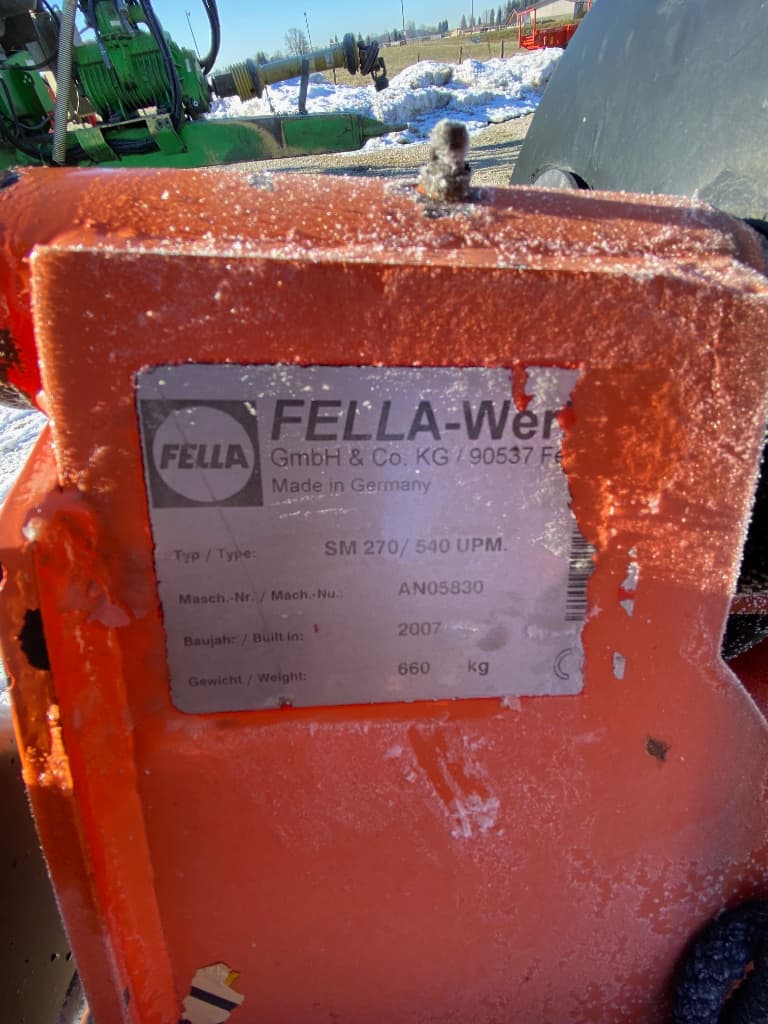 FELLA
FELLA-Wer
GmbH & Co. KG / 90537 Fe
Made in Germany
Typ / Type: SM 270/ 540 UPM.
Masch.-Nr. / Mach.-Nu.: AN05830
Baujahr / Built in: 2007
Gewicht / Weight: 660 kg